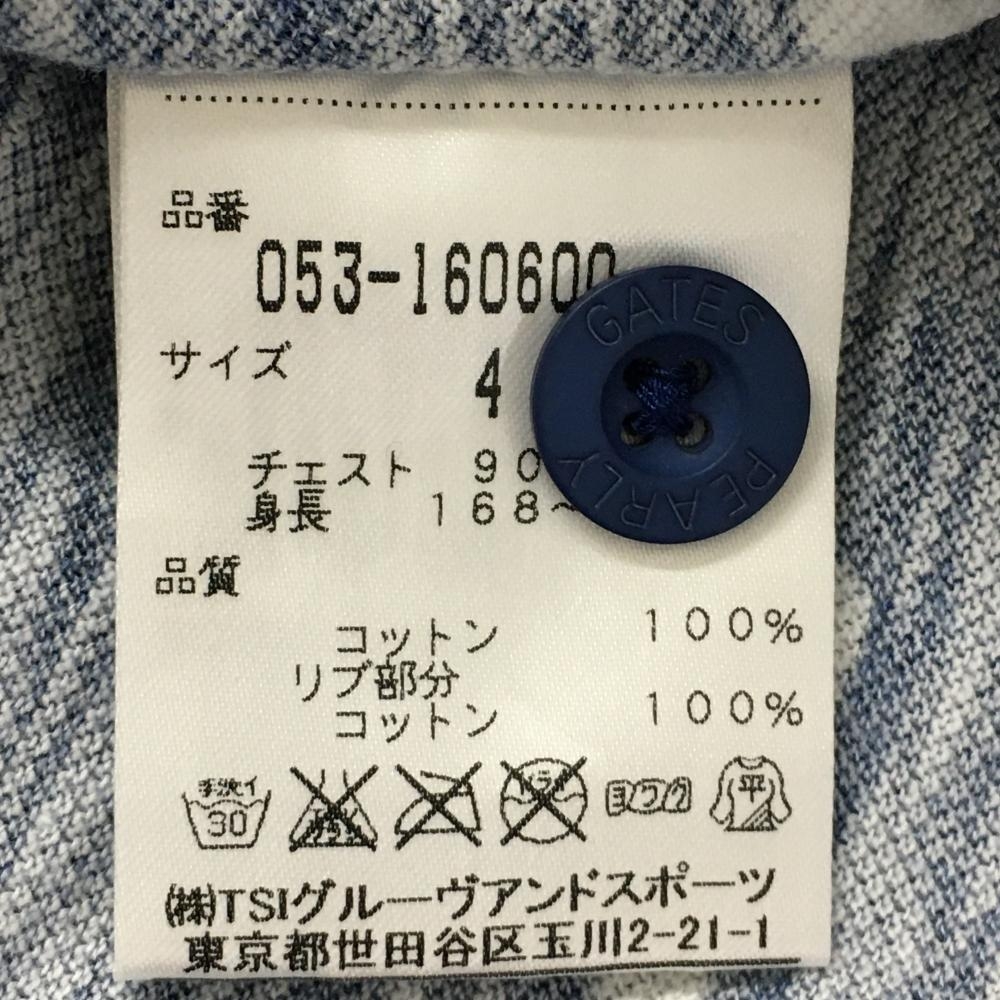 品番
053-160600
サイズ
4
チェスト 90
身長 168~
品質
コットン 100%
リブ部分
コットン 100%
手洗イ
30
ヨワク
平
(株)TSIグルーヴアンドスポーツ
東京都世田谷区玉川2-21-1
GATES
PEARLY